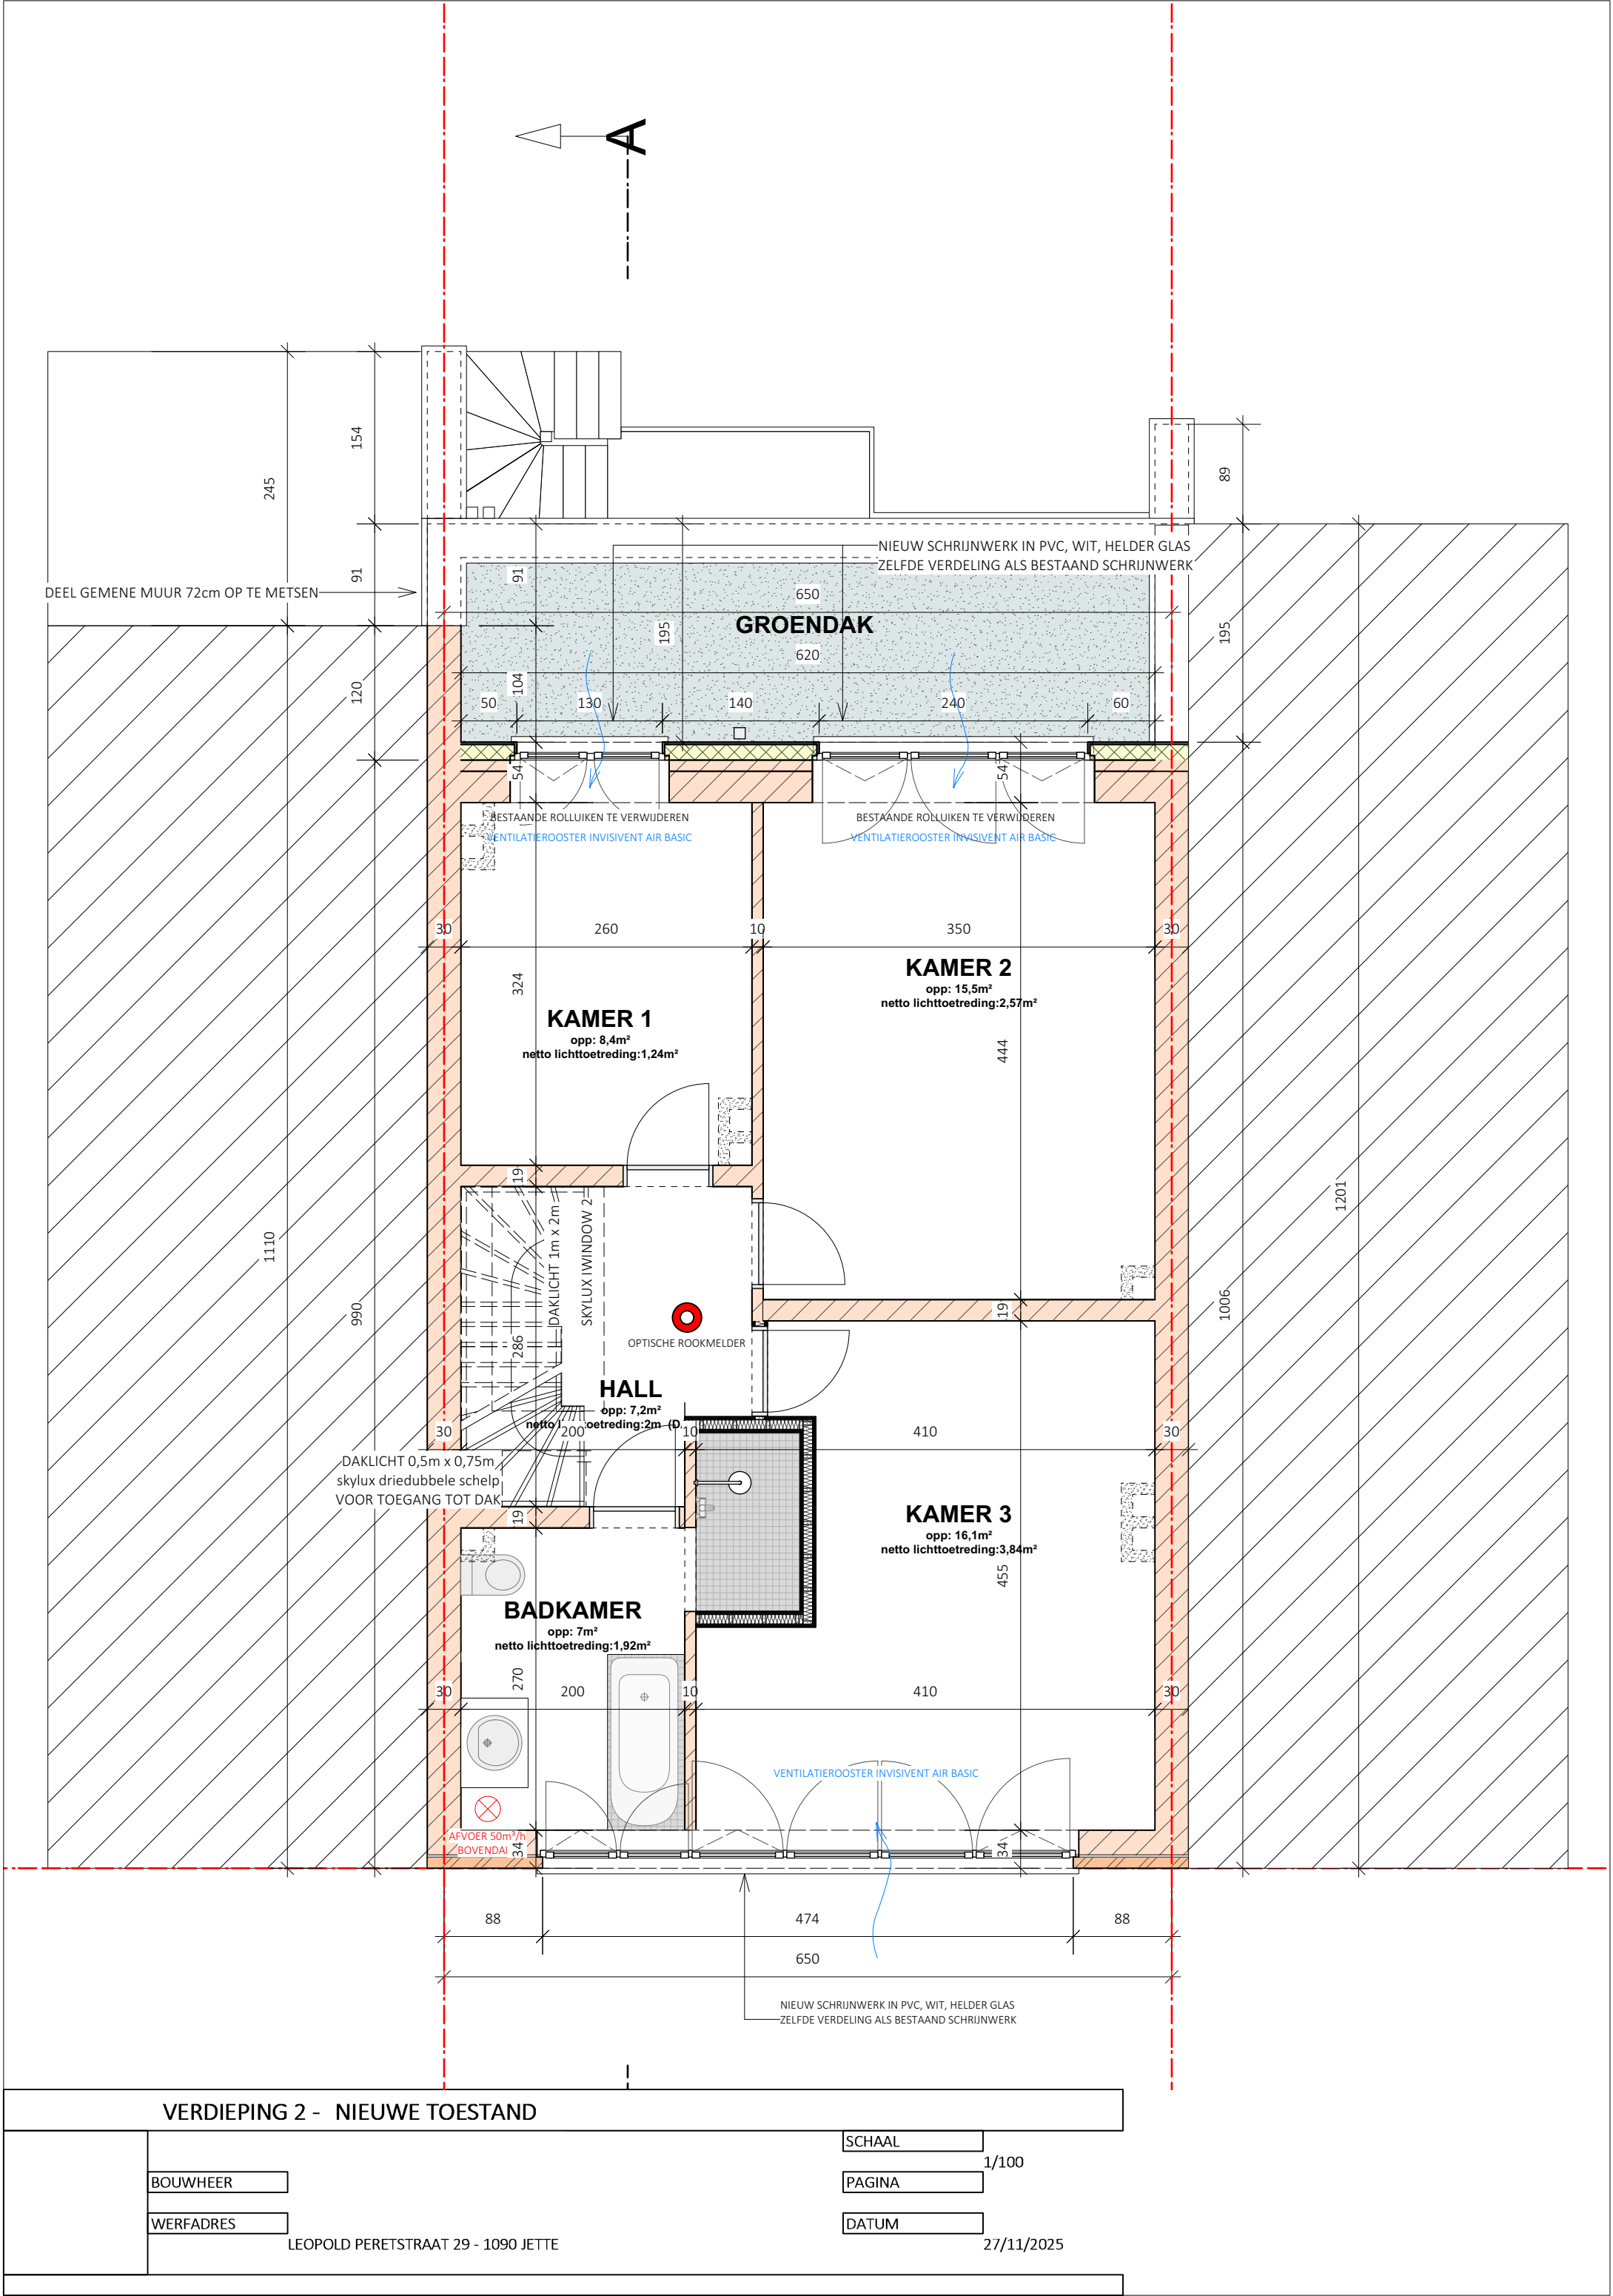 A
154
245
89
91
DEEL GEMENE MUUR 72cm OP TE METSEN
NIEUW SCHRIJNWERK IN PVC, WIT, HELDER GLAS
ZELFDE VERDELING ALS BESTAAND SCHRIJNWERK
91
650
GROENDAK
195
195
620
120
104
50
130
140
240
60
54
54
BESTAANDE ROLLUIKEN TE VERWIJDEREN
VENTILATIEROOSTER INVISIVENT AIR BASIC
BESTAANDE ROLLUIKEN TE VERWIJDEREN
VENTILATIEROOSTER INVISIVENT AIR BASIC
30
260
10
350
30
324
KAMER 2
opp: 15,5m²
netto lichttoetreding:2,57m²
KAMER 1
opp: 8,4m²
netto lichttoetreding:1,24m²
444
19
1201
DAKLICHT 1m x 2m
SKYLUX IWINDOW 2
1110
990
286
19
1006
OPTISCHE ROOKMELDER
HALL
opp: 7,2m²
netto l toetreding:2m (D.
30
200
10
410
30
DAKLICHT 0,5m x 0,75m
skylux driedubbele schelp
VOOR TOEGANG TOT DAK
19
KAMER 3
opp: 16,1m²
netto lichttoetreding:3,84m²
455
BADKAMER
opp: 7m²
netto lichttoetreding:1,92m²
270
30
200
10
410
30
VENTILATIEROOSTER INVISIVENT AIR BASIC
AFVOER 50m³/h
BOVENDAI
34
34
88
474
88
650
NIEUW SCHRIJNWERK IN PVC, WIT, HELDER GLAS
ZELFDE VERDELING ALS BESTAAND SCHRIJNWERK
VERDIEPING 2 - NIEUWE TOESTAND
SCHAAL
1/100
BOUWHEER
PAGINA
WERFADRES
LEOPOLD PERETSTRAAT 29 - 1090 JETTE
DATUM
27/11/2025